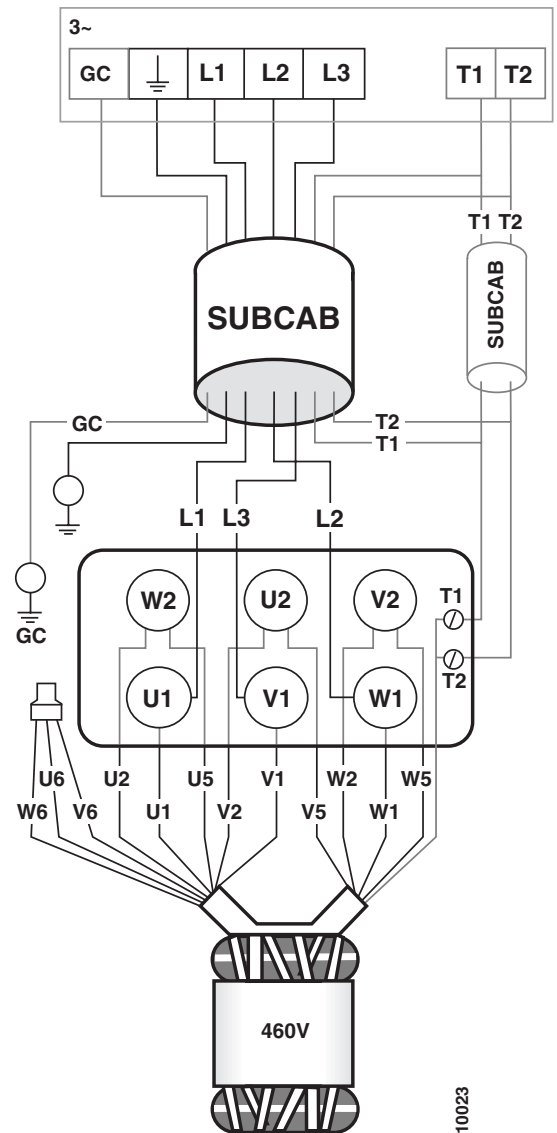 3~
GC L1 L2 L3 T1 T2
T1 T2
SUBCAB
SUBCAB
GC T2
T1
L1 L3 L2
W2 U2 V2 T1
GC
U1 V1 W1 T2
U6 U2 U5 V1 W2 W5
W6 V6 U1 V2 V5 W1
460V
10023